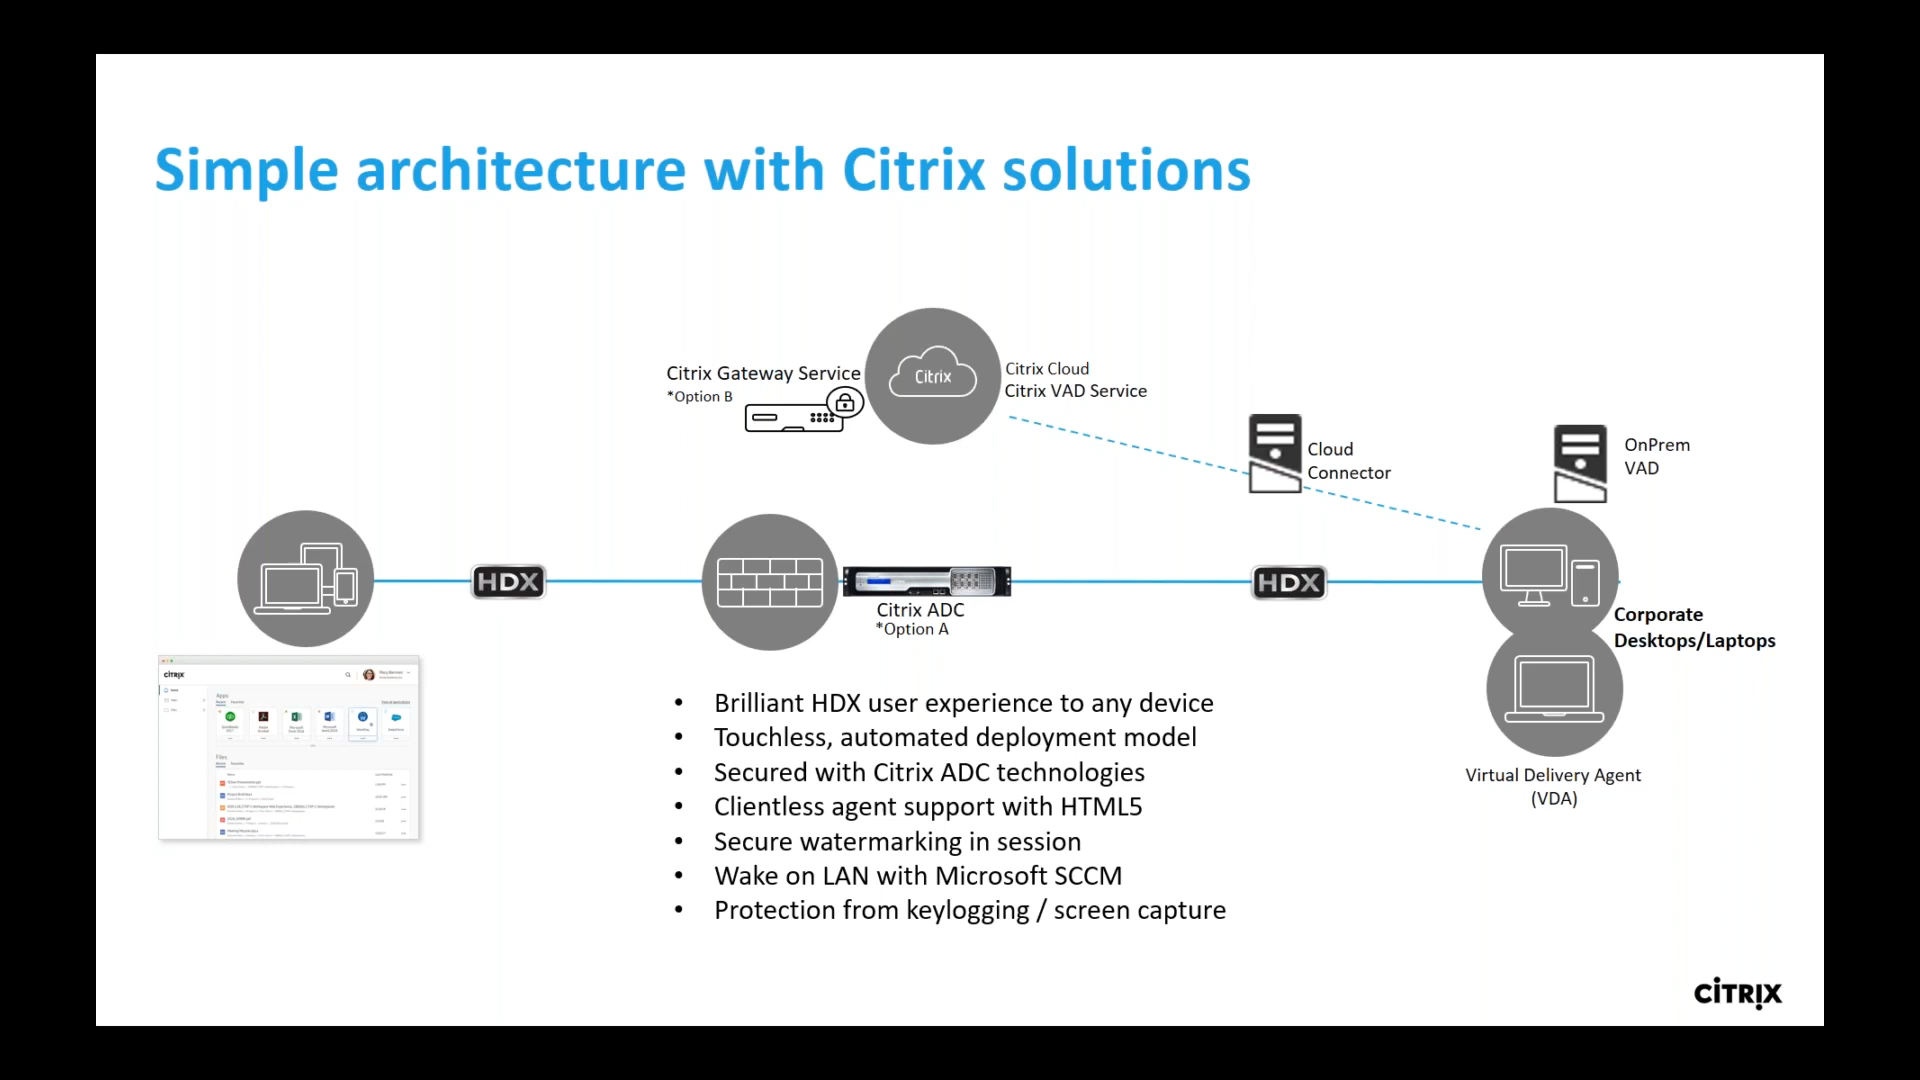 Simple architecture with Citrix solutions
Citrix Gateway Service
*Option B
Citrix
Citrix Cloud
Citrix VAD Service
Cloud
Connector
OnPrem
VAD
HDX
Citrix ADC
*Option A
HDX
Corporate
Desktops/Laptops
Virtual Delivery Agent
(VDA)
CITRIX
Apps
Files
• Brilliant HDX user experience to any device
• Touchless, automated deployment model
• Secured with Citrix ADC technologies
• Clientless agent support with HTML5
• Secure watermarking in session
• Wake on LAN with Microsoft SCCM
• Protection from keylogging / screen capture
CITRIX